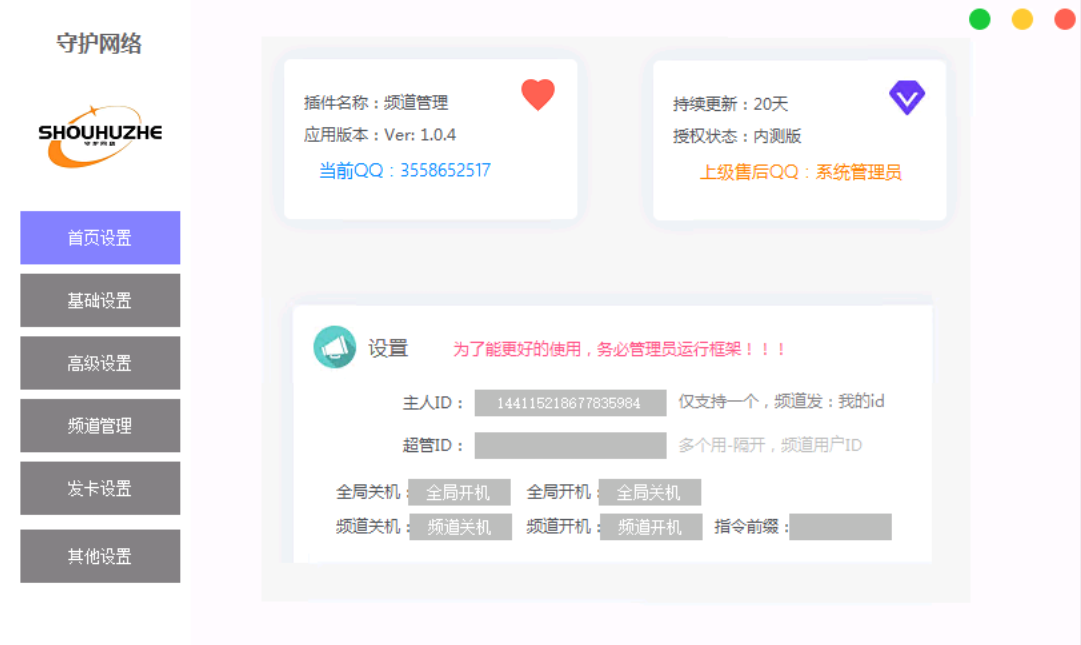 守护网络
SHOUHUZHE
守护网络
首页设置
基础设置
高级设置
频道管理
发卡设置
其他设置
插件名称：频道管理
应用版本：Ver: 1.0.4
当前QQ：3558652517
持续更新：20天
授权状态：内测版
上级售后QQ：系统管理员
设置
为了能更好的使用，务必管理员运行框架！！！
主人ID： 144115218677835984 仅支持一个，频道发：我的id
超管ID： 多个用-隔开，频道用户ID
全局关机： 全局开机 全局开机： 全局关机
频道关机： 频道关机 频道开机： 频道开机 指令前缀：